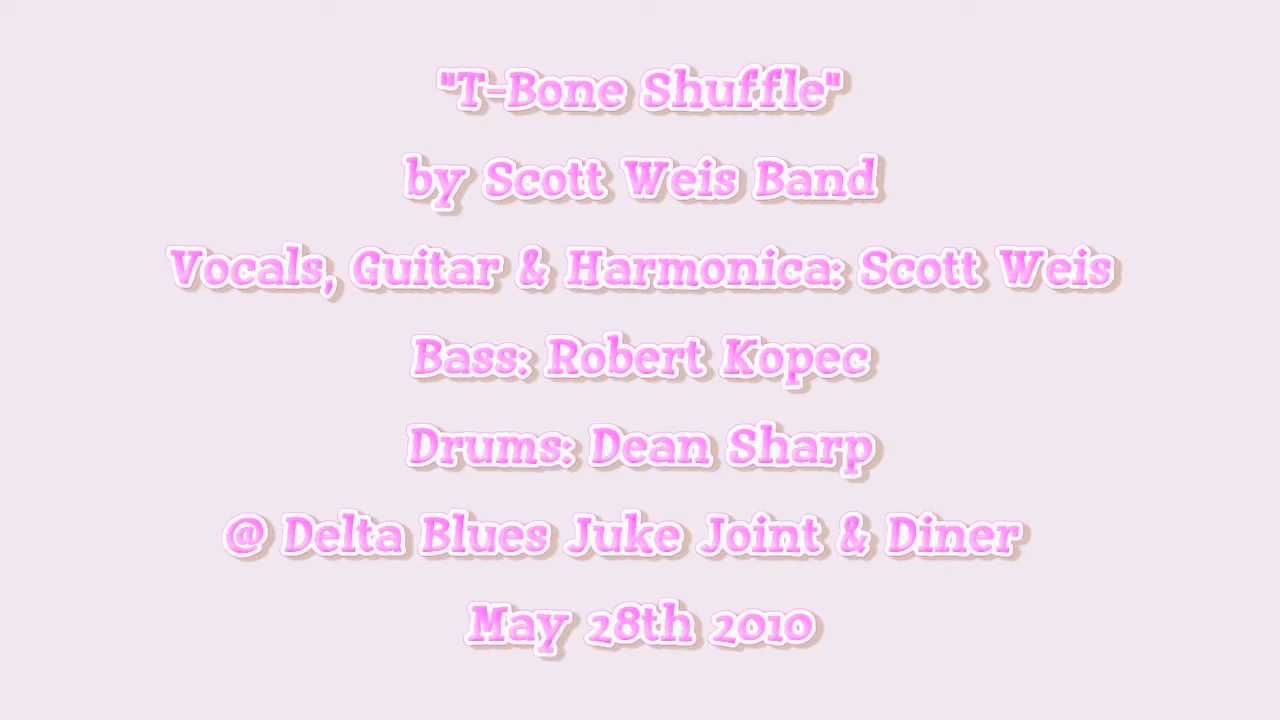 "T-Bone Shuffle"
by Scott Weis Band
Vocals, Guitar & Harmonica: Scott Weis
Bass: Robert Kopec
Drums: Dean Sharp
@ Delta Blues Juke Joint & Diner
May 28th 2010